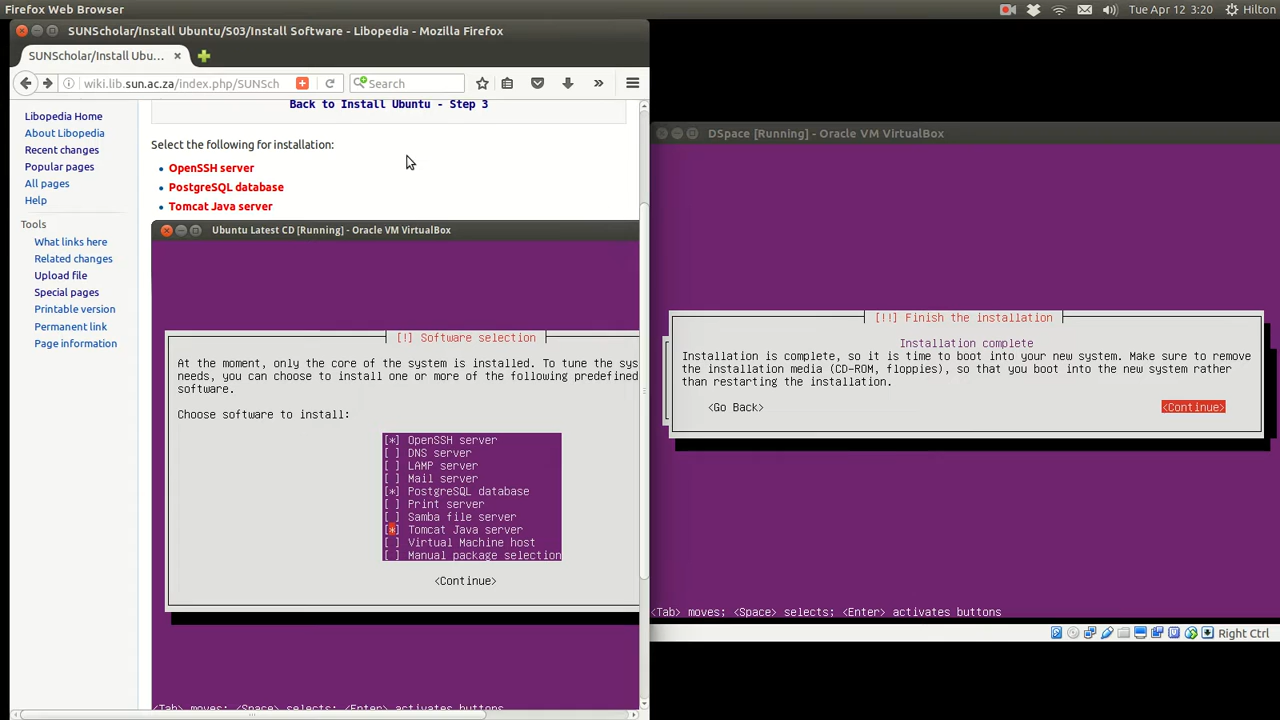 Firefox Web Browser
Tue Apr 12 3:20
Hilton
SUNScholar/Install Ubuntu/S03/Install Software - Libopedia - Mozilla Firefox
SUNScholar/Install Ubu...
wiki.lib.sun.ac.za/index.php/SUNSch
Search
Libopedia Home
About Libopedia
Recent changes
Popular pages
All pages
Help
Tools
What links here
Related changes
Upload file
Special pages
Printable version
Permanent link
Page information
Back to Install Ubuntu - Step 3
Select the following for installation:
OpenSSH server
PostgreSQL database
Tomcat Java server
Ubuntu Latest CD [Running] - Oracle VM VirtualBox
[!] Software selection
At the moment, only the core of the system is installed. To tune the sys
needs, you can choose to install one or more of the following predefined
software.
Choose software to install:
[*] OpenSSH server
[ ] DNS server
[ ] LAMP server
[ ] Mail server
[*] PostgreSQL database
[ ] Print server
[ ] Samba file server
[*] Tomcat Java server
[ ] Virtual Machine host
[ ] Manual package selection
<Continue>
<Tab> moves; <Space> selects; <Enter> activates buttons
DSpace [Running] - Oracle VM VirtualBox
[!!] Finish the installation
Installation complete
Installation is complete, so it is time to boot into your new system. Make sure to remove
the installation media (CD-ROM, floppies), so that you boot into the new system rather
than restarting the installation.
<Go Back>
<Continue>
<Tab> moves; <Space> selects; <Enter> activates buttons
Right Ctrl